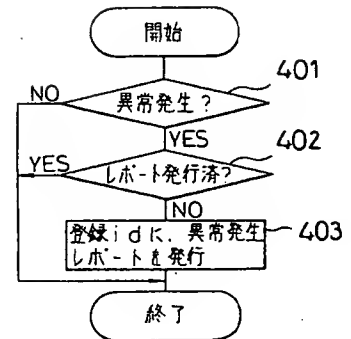 開始
401
NO
異常発生?
YES
402
YES
レポート発行済?
NO
403
登録idに、異常発生
レポートを発行
終了